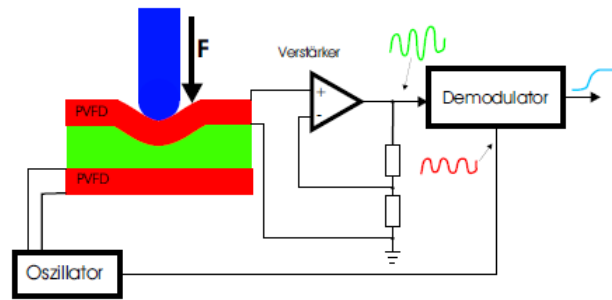 F
Verstärker
PVFD
+
-
Demodulator
PVFD
Oszillator